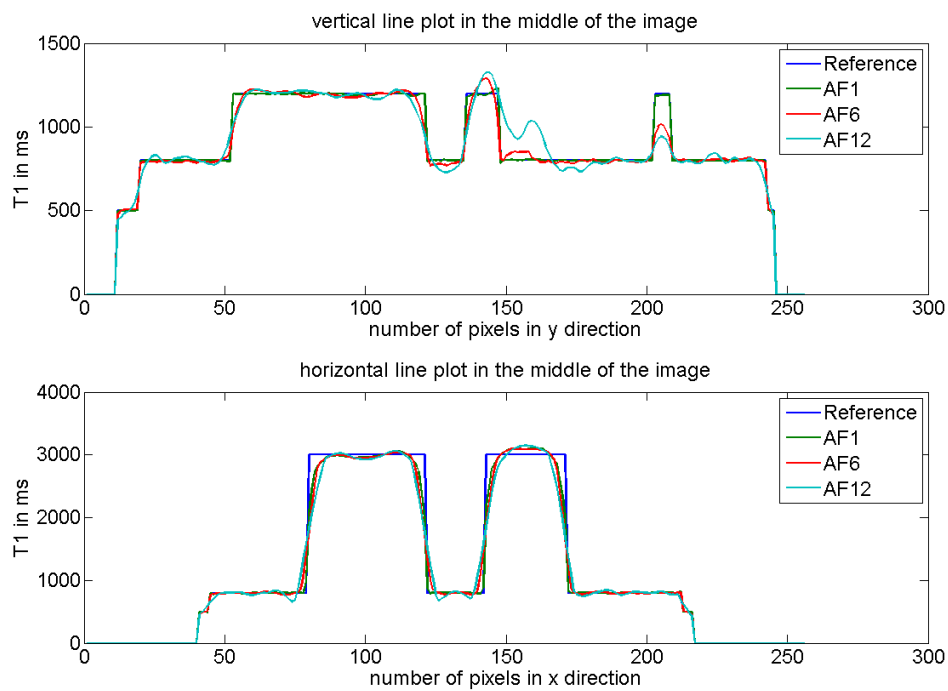 vertical line plot in the middle of the image
1500
1000
500
0
T1 in ms
Reference
AF1
AF6
AF12
0 50 100 150 200 250 300
number of pixels in y direction
horizontal line plot in the middle of the image
4000
3000
2000
1000
0
T1 in ms
Reference
AF1
AF6
AF12
0 50 100 150 200 250 300
number of pixels in x direction